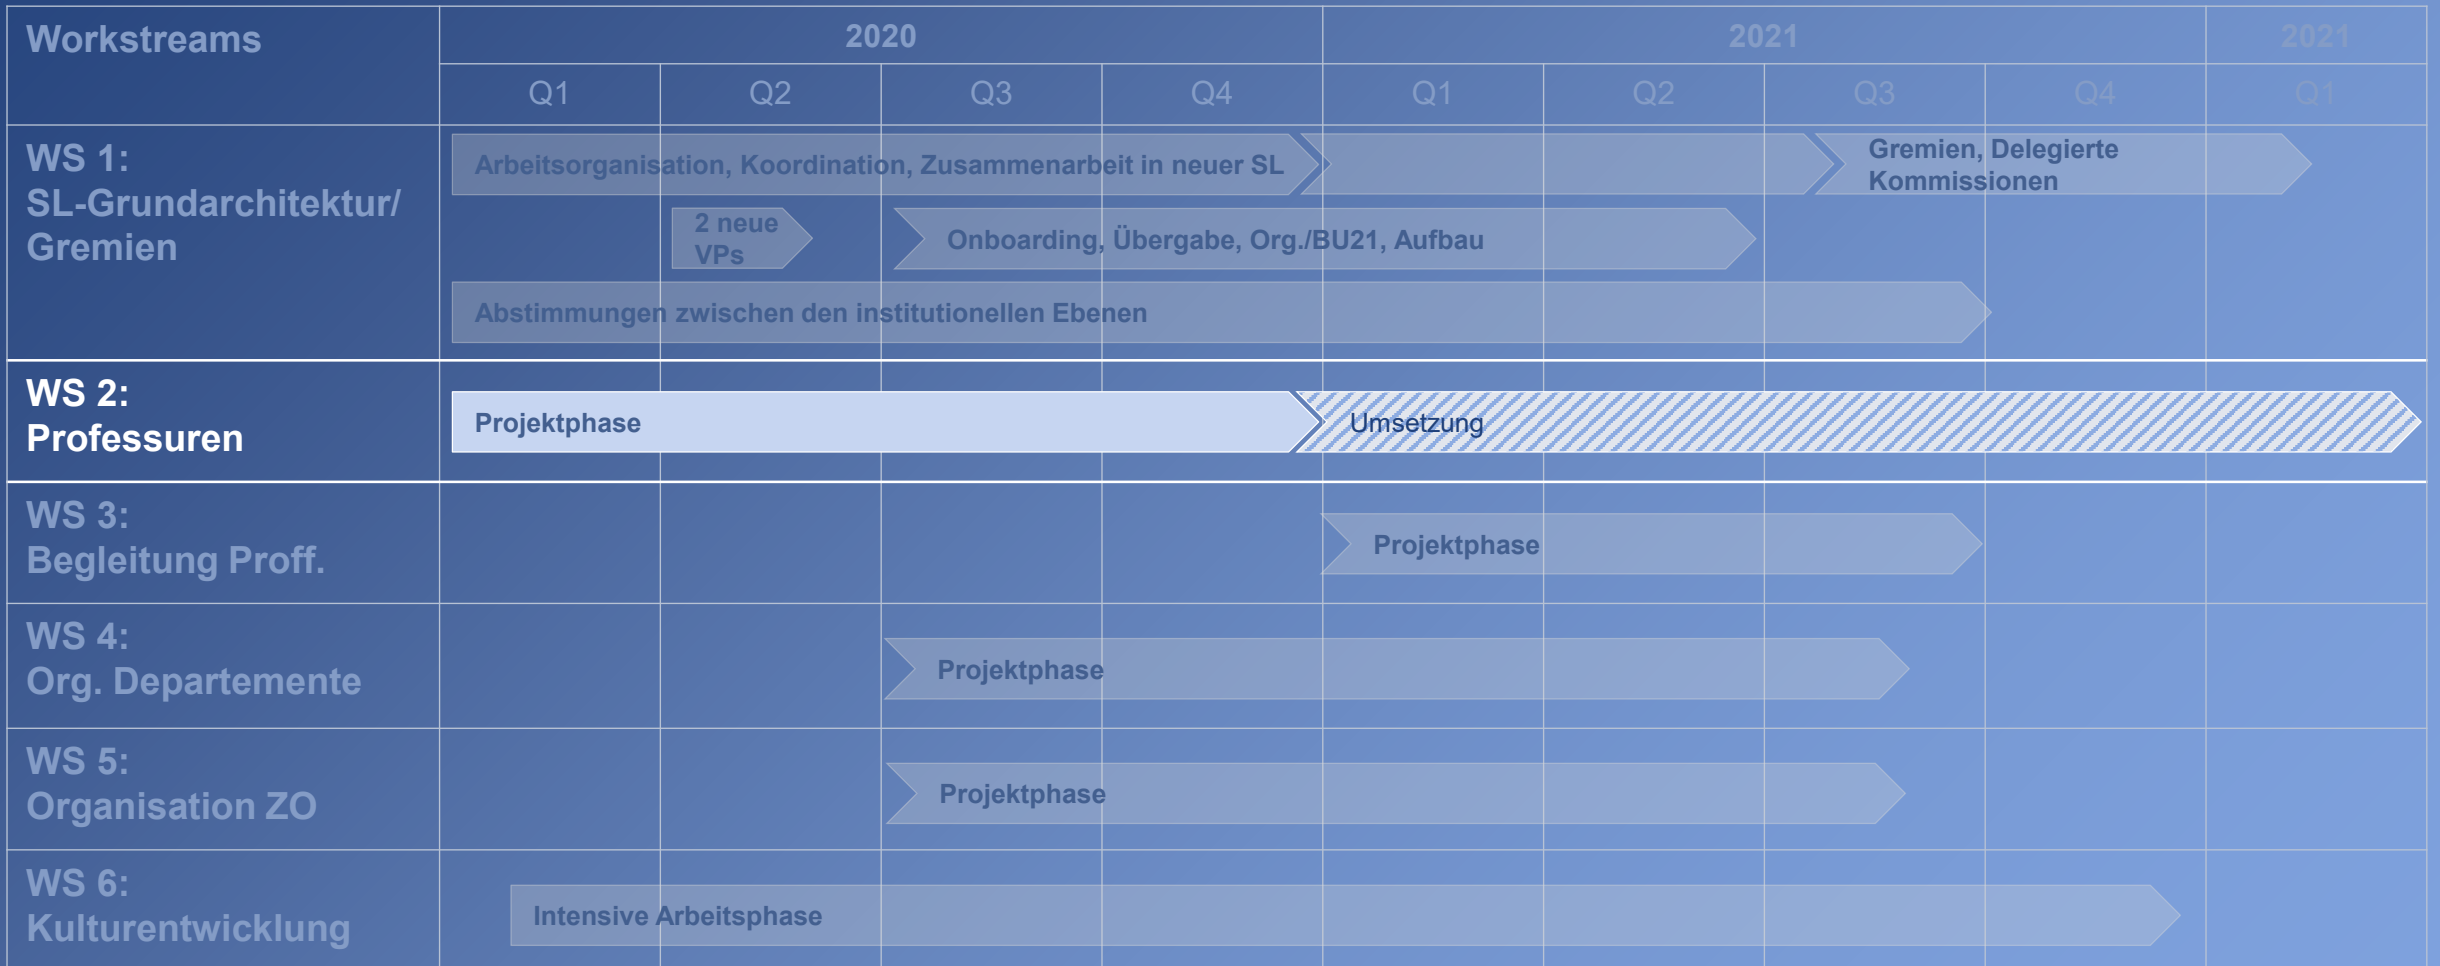 Workstreams
2020
2021
2021
Q1
Q2
Q3
Q4
Q1
Q2
Q3
Q4
Q1
WS 1:
SL-Grundarchitektur/
Gremien
Arbeitsorganisation, Koordination, Zusammenarbeit in neuer SL
Gremien, Delegierte
Kommissionen
2 neue
VPs
Onboarding, Übergabe, Org./BU21, Aufbau
Abstimmungen zwischen den institutionellen Ebenen
WS 2:
Professuren
Projektphase
Umsetzung
WS 3:
Begleitung Proff.
Projektphase
WS 4:
Org. Departemente
Projektphase
WS 5:
Organisation ZO
Projektphase
WS 6:
Kulturentwicklung
Intensive Arbeitsphase